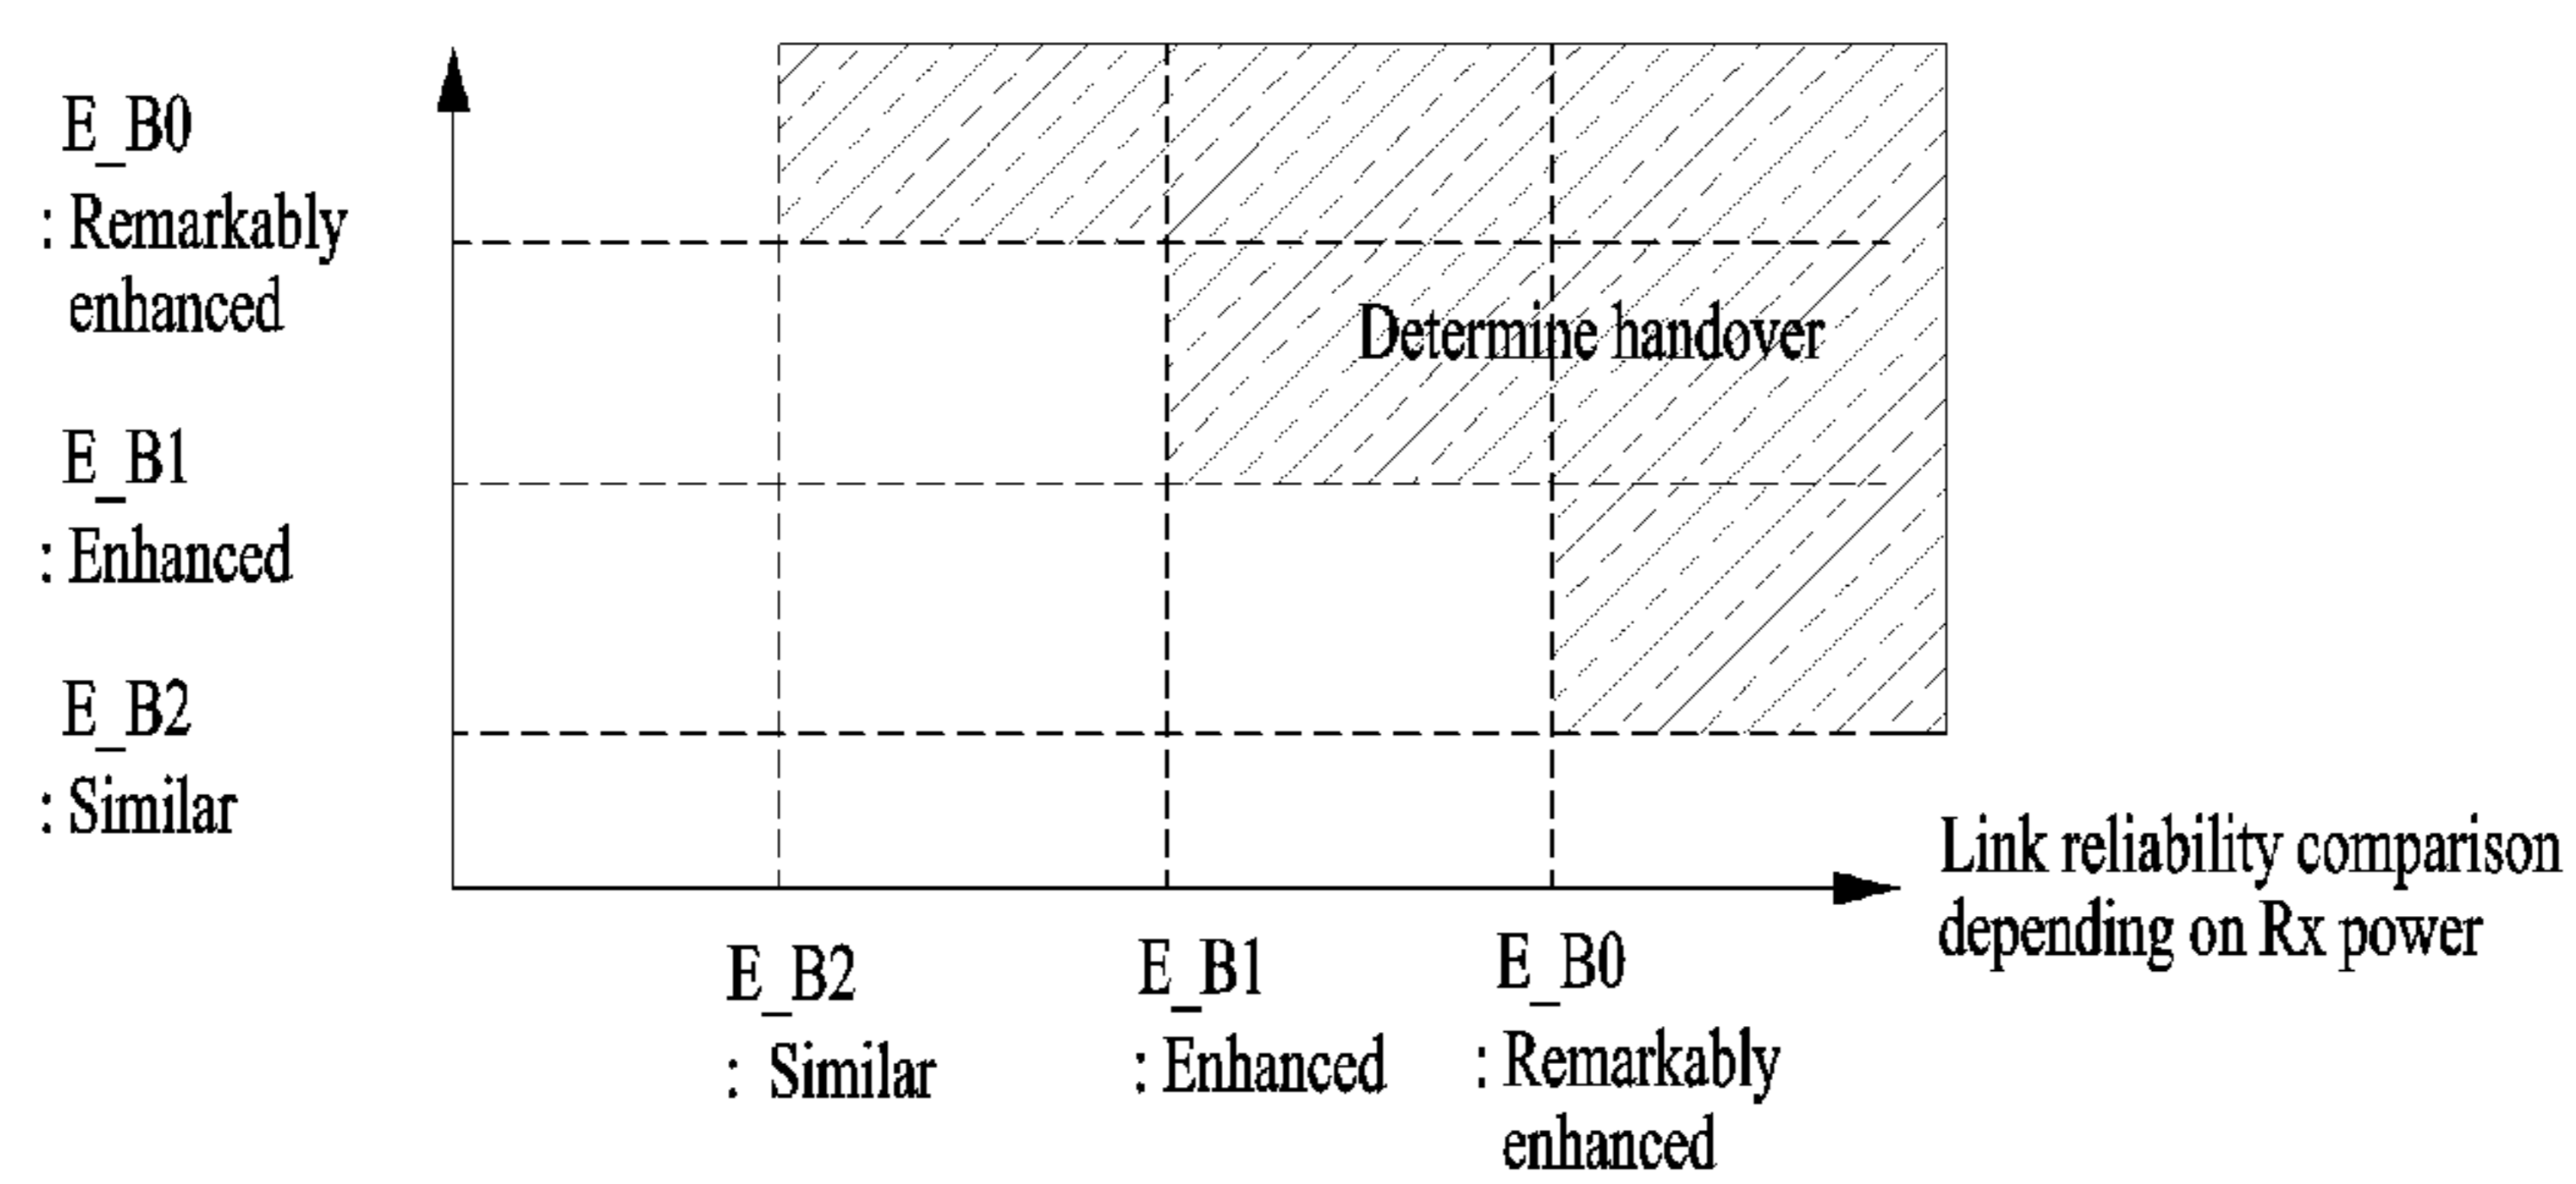 E_B0
: Remarkably
enhanced
Determine handover
E_B1
: Enhanced
E_B2
: Similar
Link reliability comparison
depending on Rx power
E_B2
: Similar
E_B1
: Enhanced
E_B0
: Remarkably
enhanced